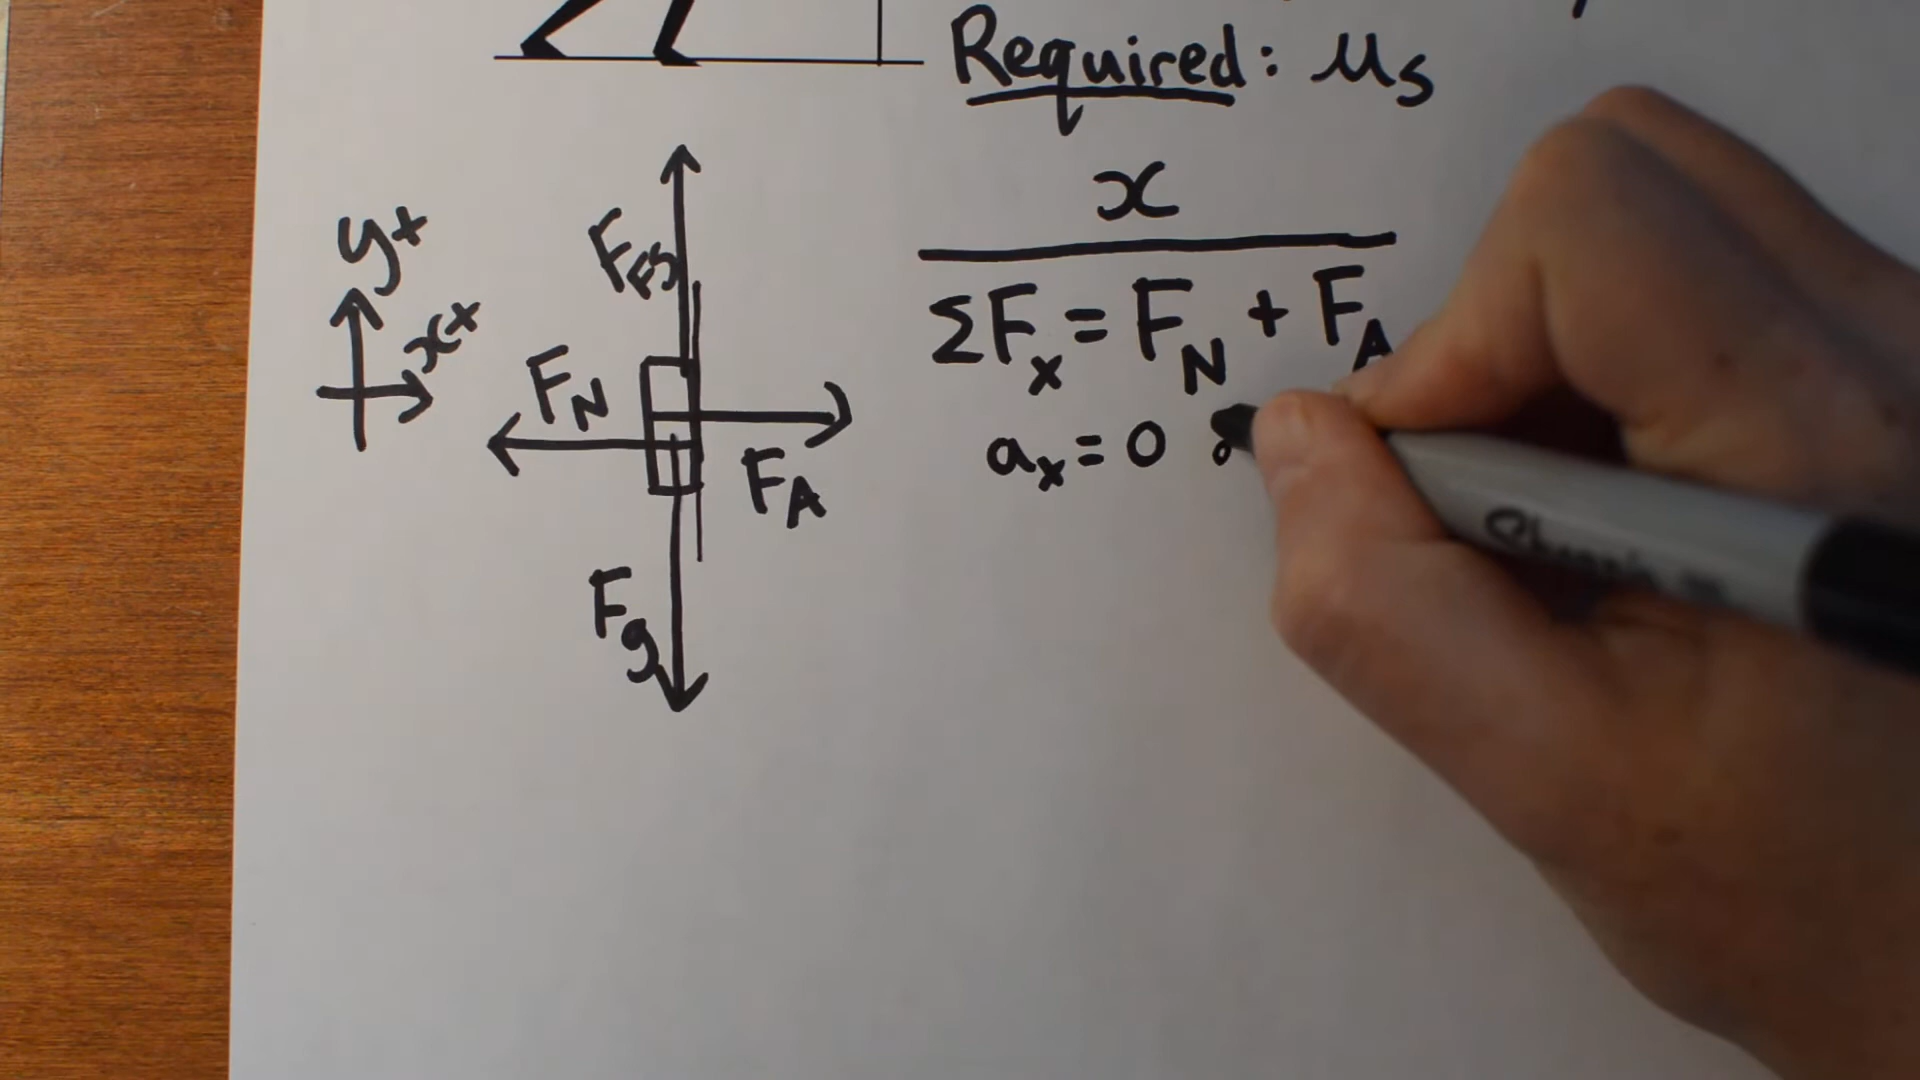 Required: μs
x
y+
x+
FFS
FN
FA
Fg
ΣFx = FN + FA
ax = 0